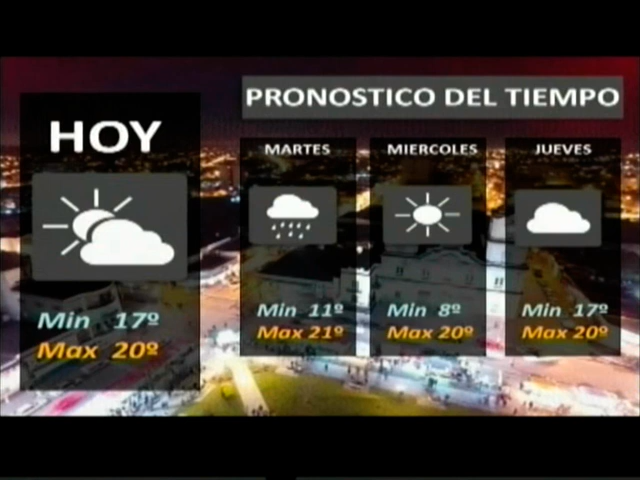 PRONOSTICO DEL TIEMPO
HOY
Min 17º
Max 20º
MARTES
Min 11º
Max 21º
MIERCOLES
Min 8º
Max 20º
JUEVES
Min 17º
Max 20º